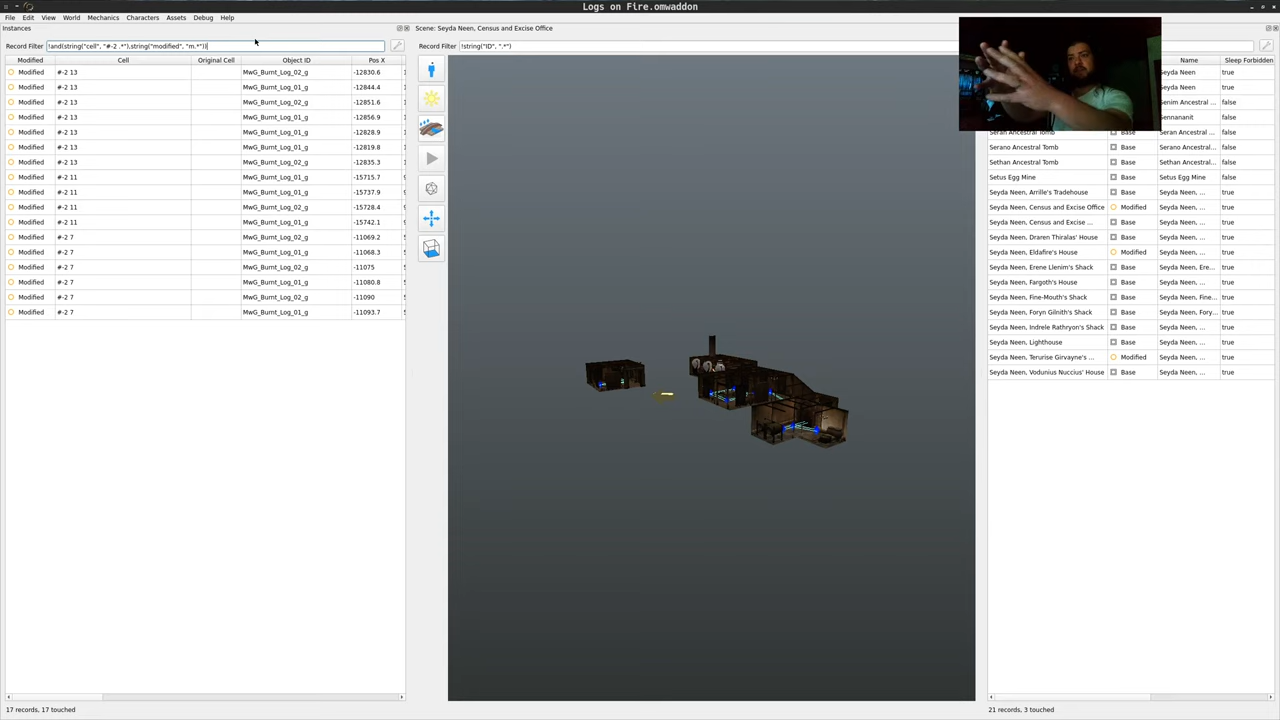 Logs on Fire.omwaddon
File Edit View World Mechanics Characters Assets Debug Help
Instances
Scene: Seyda Neen, Census and Excise Office
Record Filter !and(string("cell", "#-2 .*"),string("modified", "m.*"))
Record Filter !string("ID", ".*")
Modified Cell Original Cell Object ID Pos X
Modified #-2 13 MwG_Burnt_Log_02_g -12830.6
Modified #-2 13 MwG_Burnt_Log_01_g -12844.4
Modified #-2 13 MwG_Burnt_Log_02_g -12851.6
Modified #-2 13 MwG_Burnt_Log_01_g -12856.9
Modified #-2 13 MwG_Burnt_Log_02_g -12828.9
Modified #-2 13 MwG_Burnt_Log_01_g -12819.8
Modified #-2 13 MwG_Burnt_Log_02_g -12835.3
Modified #-2 11 MwG_Burnt_Log_01_g -15715.7
Modified #-2 11 MwG_Burnt_Log_01_g -15737.9
Modified #-2 11 MwG_Burnt_Log_02_g -15728.4
Modified #-2 11 MwG_Burnt_Log_01_g -15742.1
Modified #-2 7 MwG_Burnt_Log_02_g -11069.2
Modified #-2 7 MwG_Burnt_Log_01_g -11068.3
Modified #-2 7 MwG_Burnt_Log_02_g -11075
Modified #-2 7 MwG_Burnt_Log_01_g -11080.8
Modified #-2 7 MwG_Burnt_Log_02_g -11090
Modified #-2 7 MwG_Burnt_Log_01_g -11093.7
17 records, 17 touched
Name Sleep Forbidden
Seyda Neen true
Seyda Neen true
Senim Ancestral ... false
Sennananit false
Seran Ancestral Tomb Base Seran Ancestral... false
Serano Ancestral Tomb Base Serano Ancestral... false
Sethan Ancestral Tomb Base Sethan Ancestral... false
Setus Egg Mine Base Setus Egg Mine false
Seyda Neen, Arrille's Tradehouse Base Seyda Neen, ... true
Seyda Neen, Census and Excise Office Modified Seyda Neen, ... true
Seyda Neen, Census and Excise ... Base Seyda Neen, ... true
Seyda Neen, Draren Thiralas' House Base Seyda Neen, ... true
Seyda Neen, Eldafire's House Modified Seyda Neen, ... true
Seyda Neen, Erene Llenim's Shack Base Seyda Neen, Ere... true
Seyda Neen, Fargoth's House Base Seyda Neen, ... true
Seyda Neen, Fine-Mouth's Shack Base Seyda Neen, Fine... true
Seyda Neen, Foryn Gilnith's Shack Base Seyda Neen, Fory... true
Seyda Neen, Indrele Rathryon's Shack Base Seyda Neen, ... true
Seyda Neen, Lighthouse Base Seyda Neen, ... true
Seyda Neen, Terurise Girvayne's ... Modified Seyda Neen, ... true
Seyda Neen, Vodunius Nuccius' House Base Seyda Neen, ... true
21 records, 3 touched